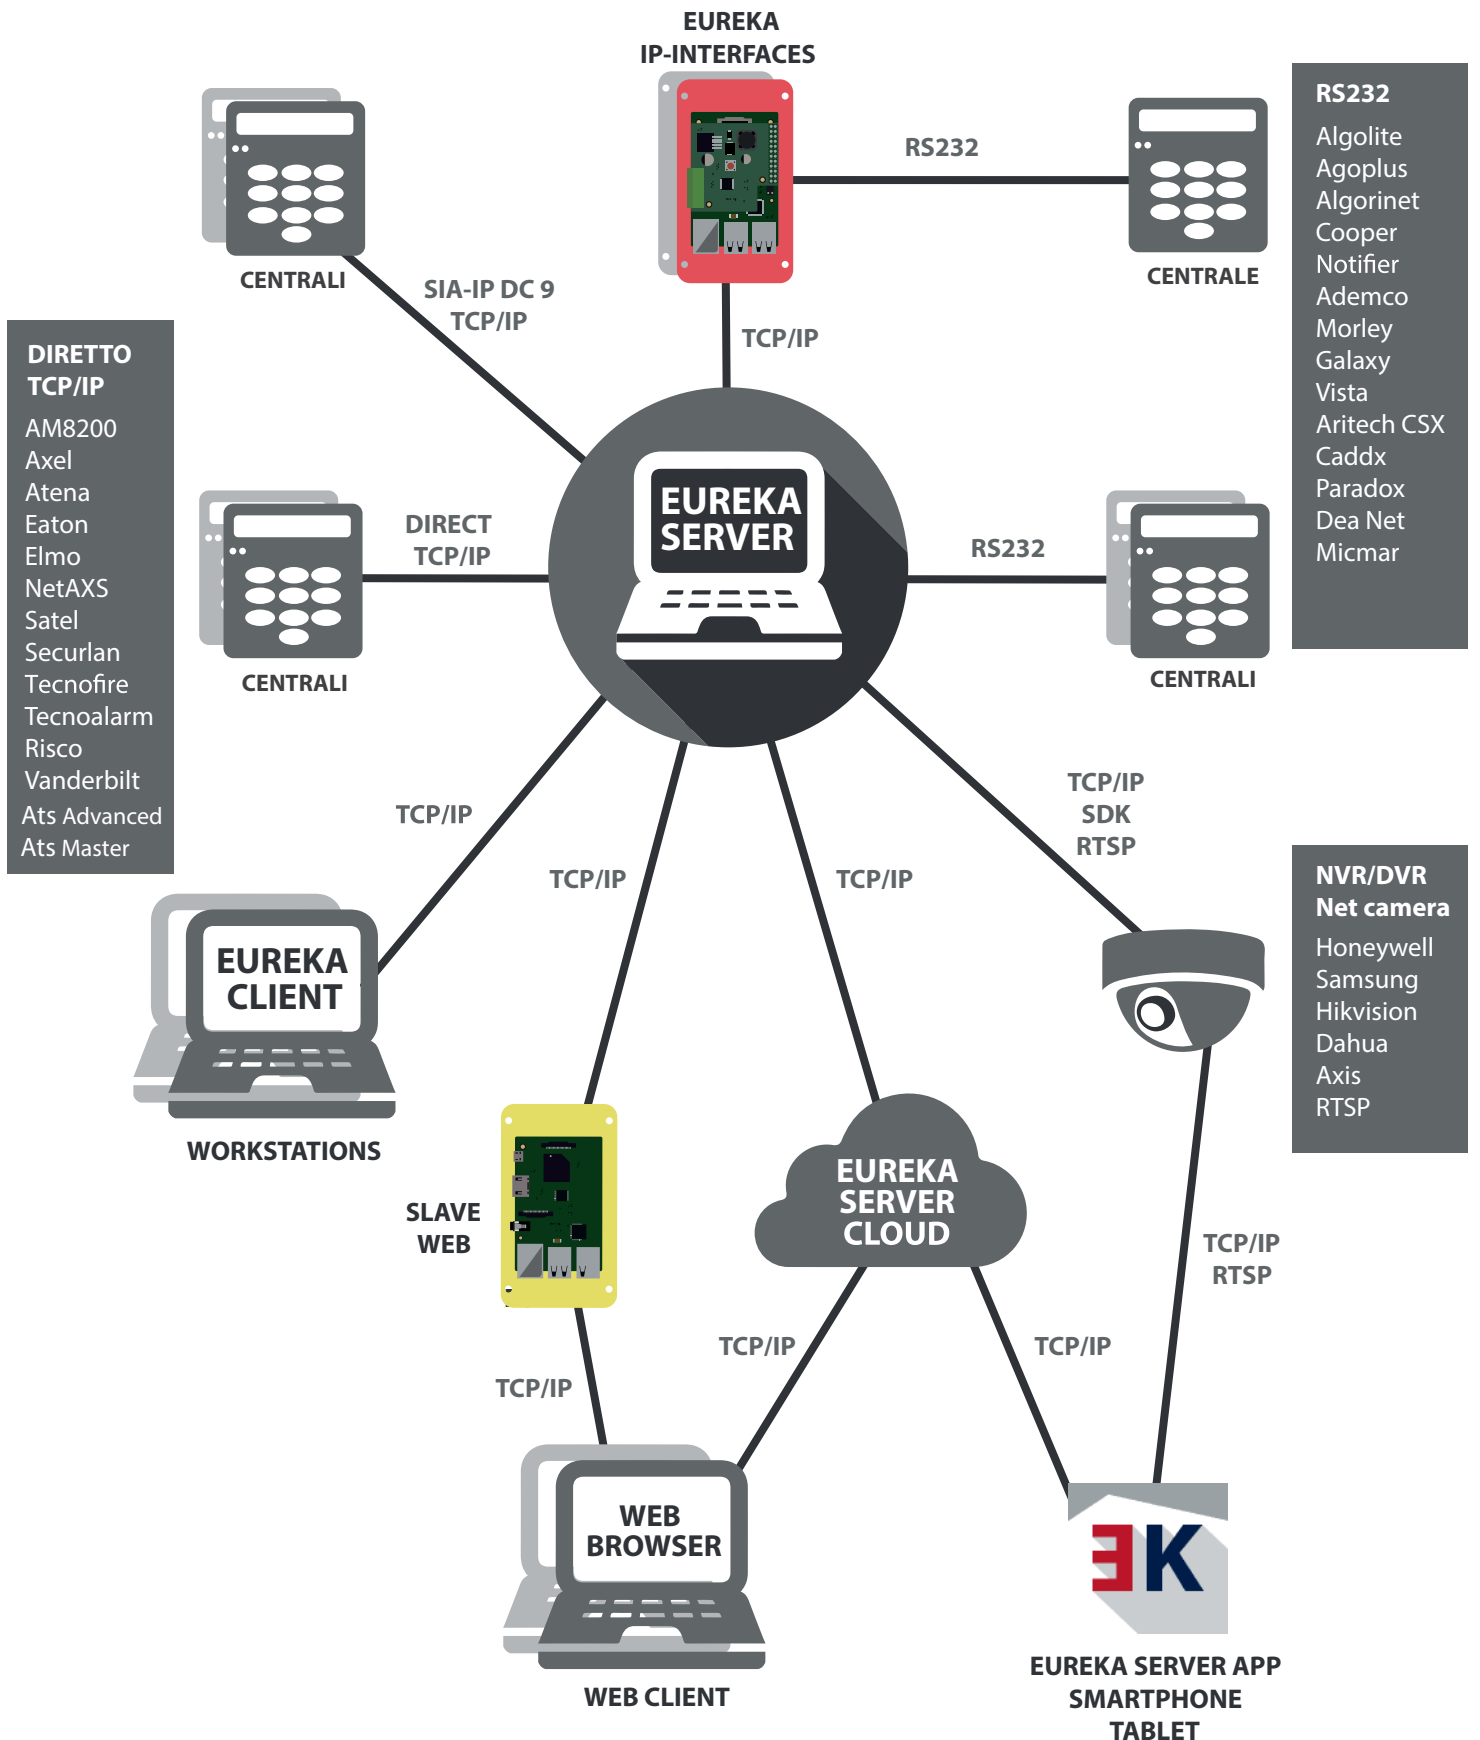 EUREKA
IP-INTERFACES
RS232
CENTRALE
CENTRALI
SIA-IP DC 9
TCP/IP
TCP/IP
RS232
Algolite
Agoplus
Algorinet
Cooper
Notifier
Ademco
Morley
Galaxy
Vista
Aritech CSX
Caddx
Paradox
Dea Net
Micmar
DIRETTO
TCP/IP
AM8200
Axel
Atena
Eaton
Elmo
NetAXS
Satel
Securlan
Tecnofire
Tecnoalarm
Risco
Vanderbilt
Ats Advanced
Ats Master
DIRECT
TCP/IP
CENTRALI
EUREKA
SERVER
RS232
CENTRALI
TCP/IP
TCP/IP
TCP/IP
TCP/IP
SDK
RTSP
NVR/DVR
Net camera
Honeywell
Samsung
Hikvision
Dahua
Axis
RTSP
EUREKA
CLIENT
WORKSTATIONS
SLAVE
WEB
EUREKA
SERVER
CLOUD
TCP/IP
RTSP
TCP/IP
TCP/IP
TCP/IP
WEB
BROWSER
WEB CLIENT
EK
EUREKA SERVER APP
SMARTPHONE
TABLET